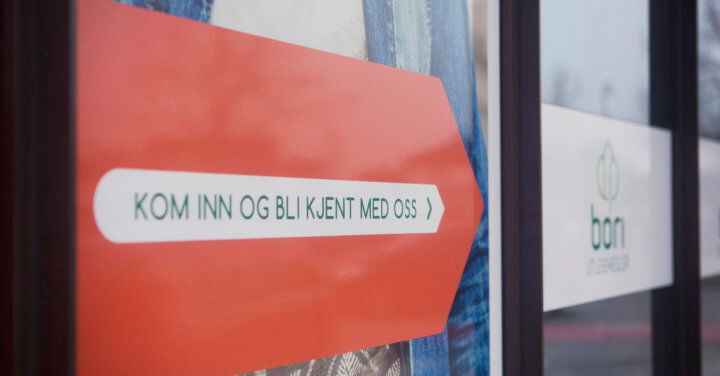 KOM INN OG BLI KJENT MED OSS
bori